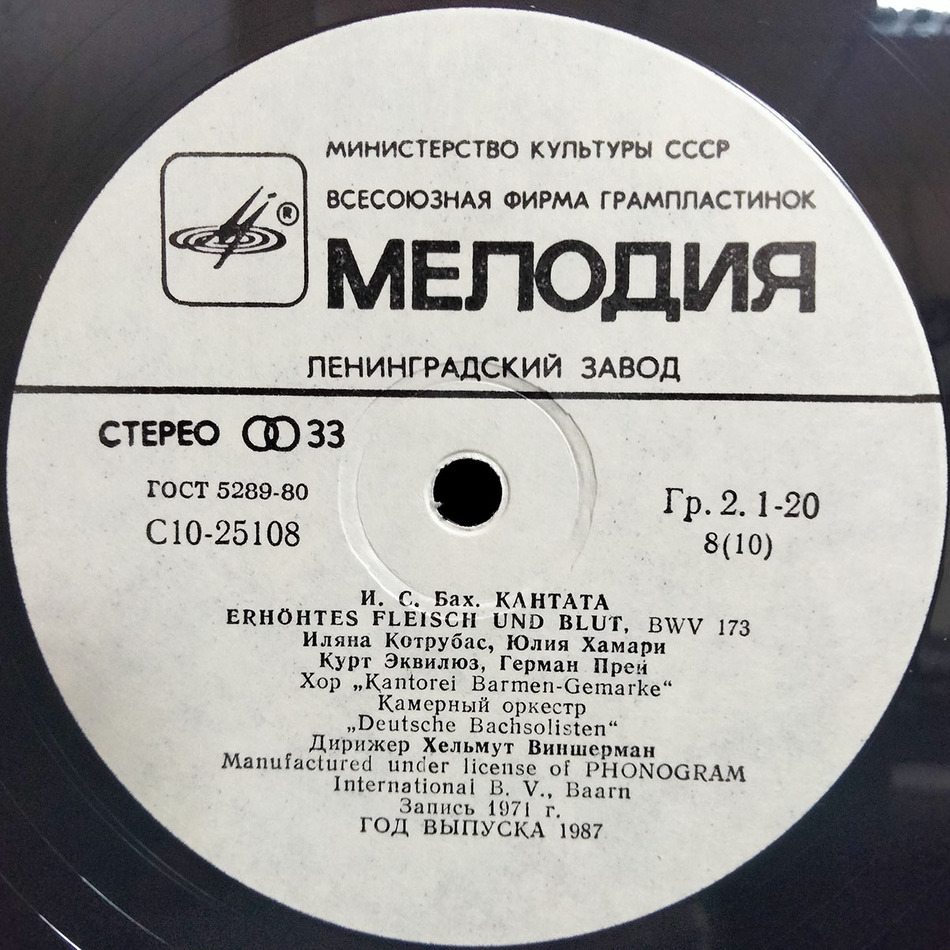 МИНИСТЕРСТВО КУЛЬТУРЫ СССР
ВСЕСОЮЗНАЯ ФИРМА ГРАМПЛАСТИНОК
®
МЕЛОДИЯ
ЛЕНИНГРАДСКИЙ ЗАВОД
СТЕРЕО 33
ГОСТ 5289-80
С10-25108
Гр. 2. 1-20
8(10)
И. С. Бах. КАНТАТА
ERHÖHTES FLEISCH UND BLUT, BWV 173
Иляна Котрубас, Юлия Хамари
Курт Эквилюз, Герман Прей
Хор „Kantorei Barmen-Gemarke“
Камерный оркестр
„Deutsche Bachsolisten“
Дирижер Хельмут Виншерман
Manufactured under license of PHONOGRAM
International B. V., Baarn
Запись 1971 г.
ГОД ВЫПУСКА 1987